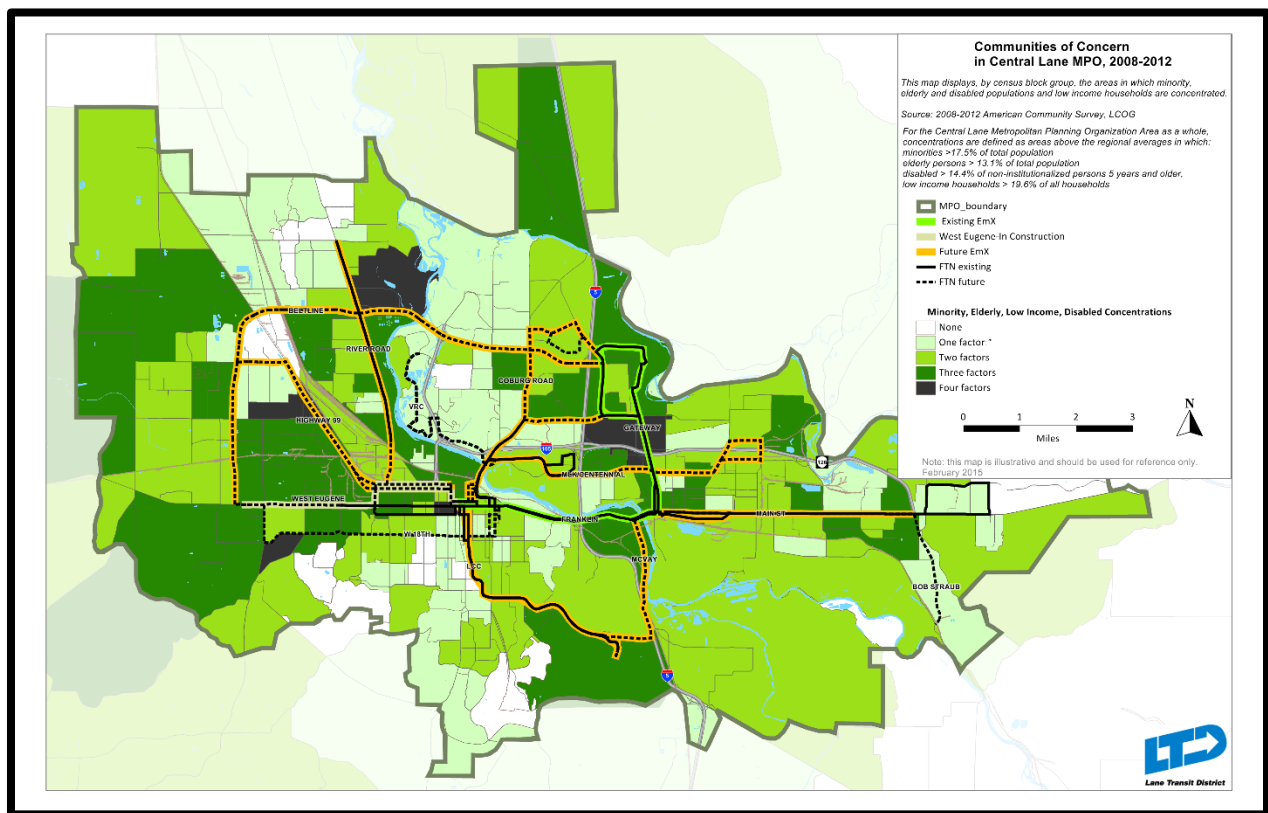 Communities of Concern
in Central Lane MPO, 2008-2012
This map displays, by census block group, the areas in which minority,
elderly and disabled populations and low income households are concentrated.
Source: 2008-2012 American Community Survey, LCOG
For the Central Lane Metropolitan Planning Organization Area as a whole,
concentrations are defined as areas above the regional averages in which:
minorities >17.5% of total population
elderly persons > 13.1% of total population
disabled > 14.4% of non-institutionalized persons 5 years and older,
low income households > 19.6% of all households
MPO_boundary
Existing EmX
West Eugene-In Construction
Future EmX
FTN existing
FTN future
Minority, Elderly, Low Income, Disabled Concentrations
None
One factor *
Two factors
Three factors
Four factors
N
0 1 2 3
Miles
Note: this map is illustrative and should be used for reference only.
February 2015
5
BELTLINE
RIVER ROAD
COBURG ROAD
VRC
HIGHWAY 99
GATEWAY
105
126
MLK/CENTENNIAL
WEST EUGENE
FRANKLIN
MAIN ST
W 18TH
MCVAY
LCC
BOB STRAUB
5
LTD
Lane Transit District